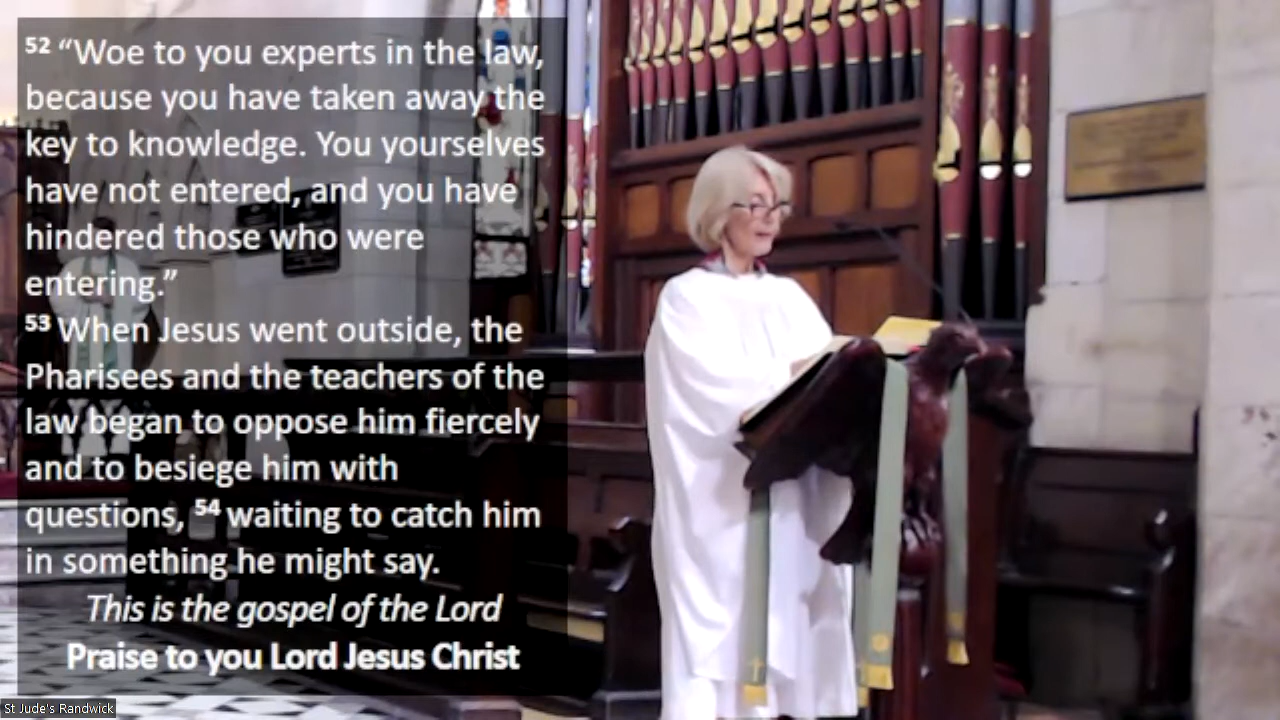 52 “Woe to you experts in the law,
because you have taken away the
key to knowledge. You yourselves
have not entered, and you have
hindered those who were
entering.”
53 When Jesus went outside, the
Pharisees and the teachers of the
law began to oppose him fiercely
and to besiege him with
questions, 54 waiting to catch him
in something he might say.
This is the gospel of the Lord
Praise to you Lord Jesus Christ
St Jude's Randwick